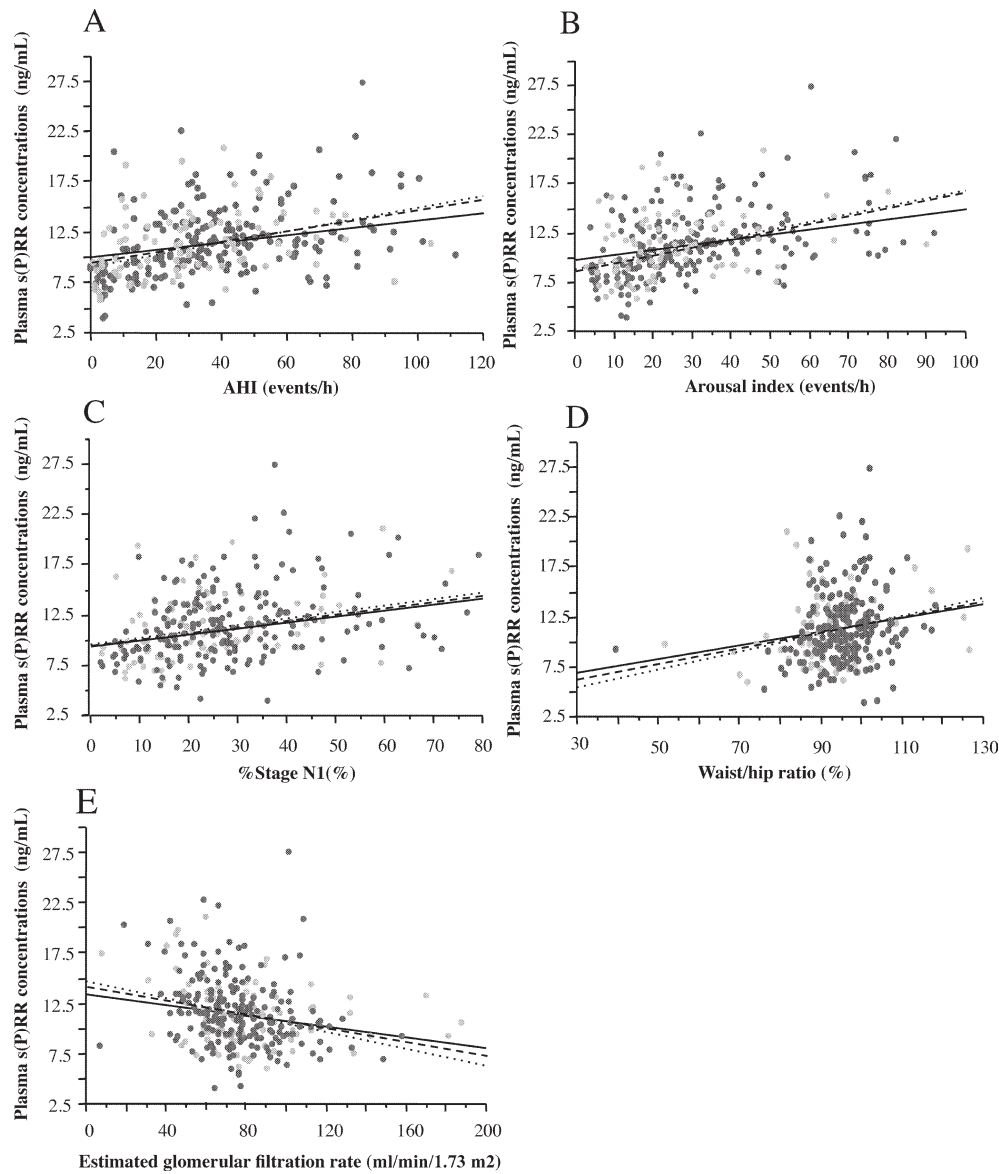 A
Plasma s(P)RR concentrations (ng/mL)
27.5
22.5
17.5
12.5
7.5
2.5
0 20 40 60 80 100 120
AHI (events/h)
B
Plasma s(P)RR concentrations (ng/mL)
27.5
22.5
17.5
12.5
7.5
2.5
0 10 20 30 40 50 60 70 80 90 100
Arousal index (events/h)
C
Plasma s(P)RR concentrations (ng/mL)
27.5
22.5
17.5
12.5
7.5
2.5
0 10 20 30 40 50 60 70 80
%Stage N1(%)
D
Plasma s(P)RR concentrations (ng/mL)
27.5
22.5
17.5
12.5
7.5
2.5
30 50 70 90 110 130
Waist/hip ratio (%)
E
Plasma s(P)RR concentrations (ng/mL)
27.5
22.5
17.5
12.5
7.5
2.5
0 40 80 120 160 200
Estimated glomerular filtration rate (ml/min/1.73 m2)